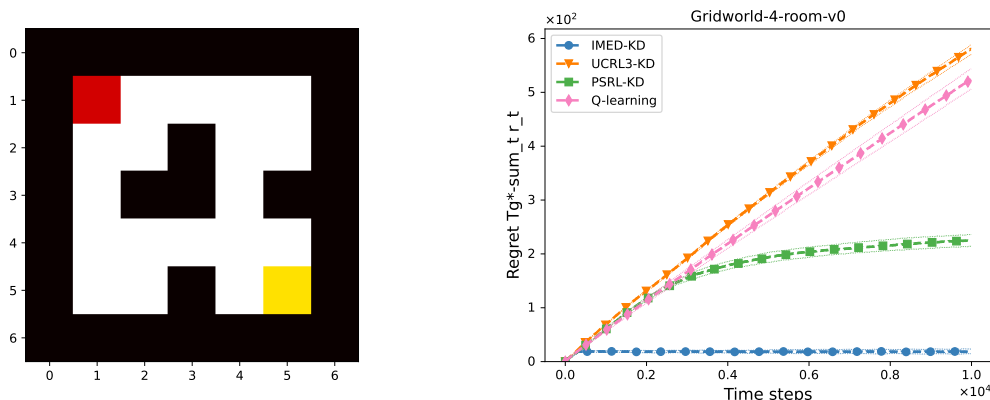 0
1
2
3
4
5
6
0 1 2 3 4 5 6
Gridworld-4-room-v0
×10²
6
5
4
3
2
1
0
Regret Tg*-sum_t r_t
IMED-KD
UCRL3-KD
PSRL-KD
Q-learning
0.0 0.2 0.4 0.6 0.8 1.0
Time steps
×10⁴